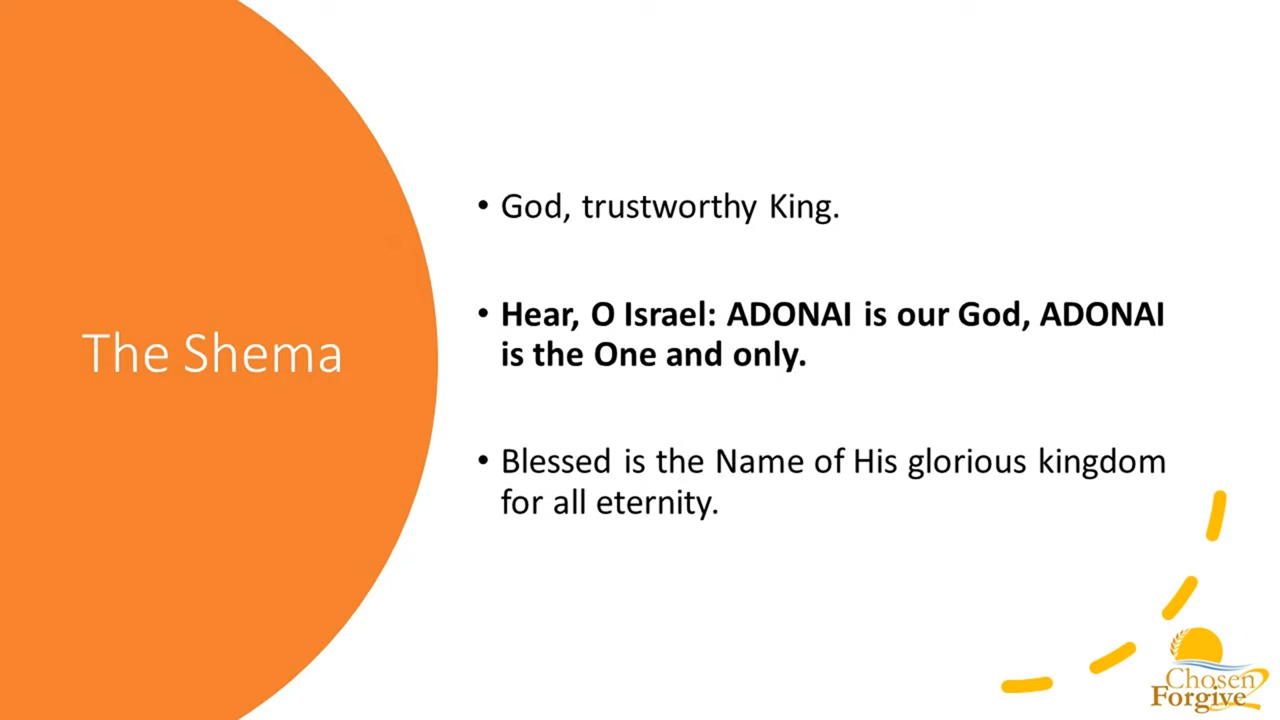 The Shema
• God, trustworthy King.
• Hear, O Israel: ADONAI is our God, ADONAI
is the One and only.
• Blessed is the Name of His glorious kingdom
for all eternity.
Chosen
Forgive2